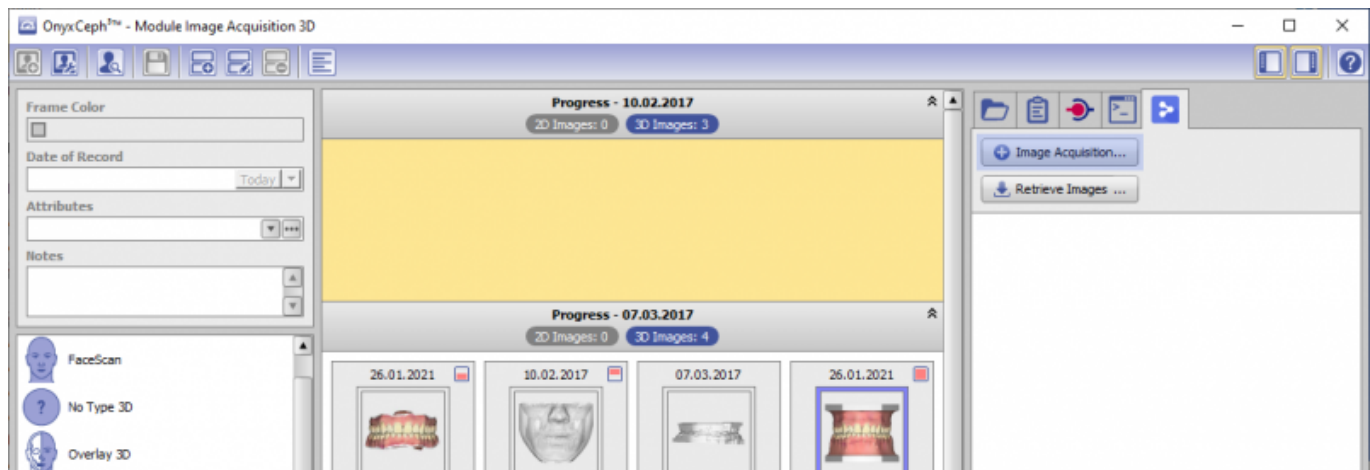 OnyxCeph³™ - Module Image Acquisition 3D
Frame Color
Date of Record
Today
Attributes
Notes
FaceScan
No Type 3D
Overlay 3D
Progress - 10.02.2017
2D Images: 0 3D Images: 3
Progress - 07.03.2017
2D Images: 0 3D Images: 4
26.01.2021 10.02.2017 07.03.2017 26.01.2021
Image Acquisition...
Retrieve Images ...